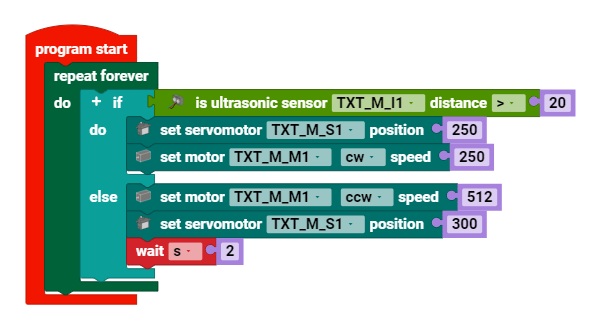 program start
repeat forever
do + if is ultrasonic sensor TXT_M_I1 distance > 20
do set servomotor TXT_M_S1 position 250
set motor TXT_M_M1 cw speed 250
else set motor TXT_M_M1 ccw speed 512
set servomotor TXT_M_S1 position 300
wait s 2